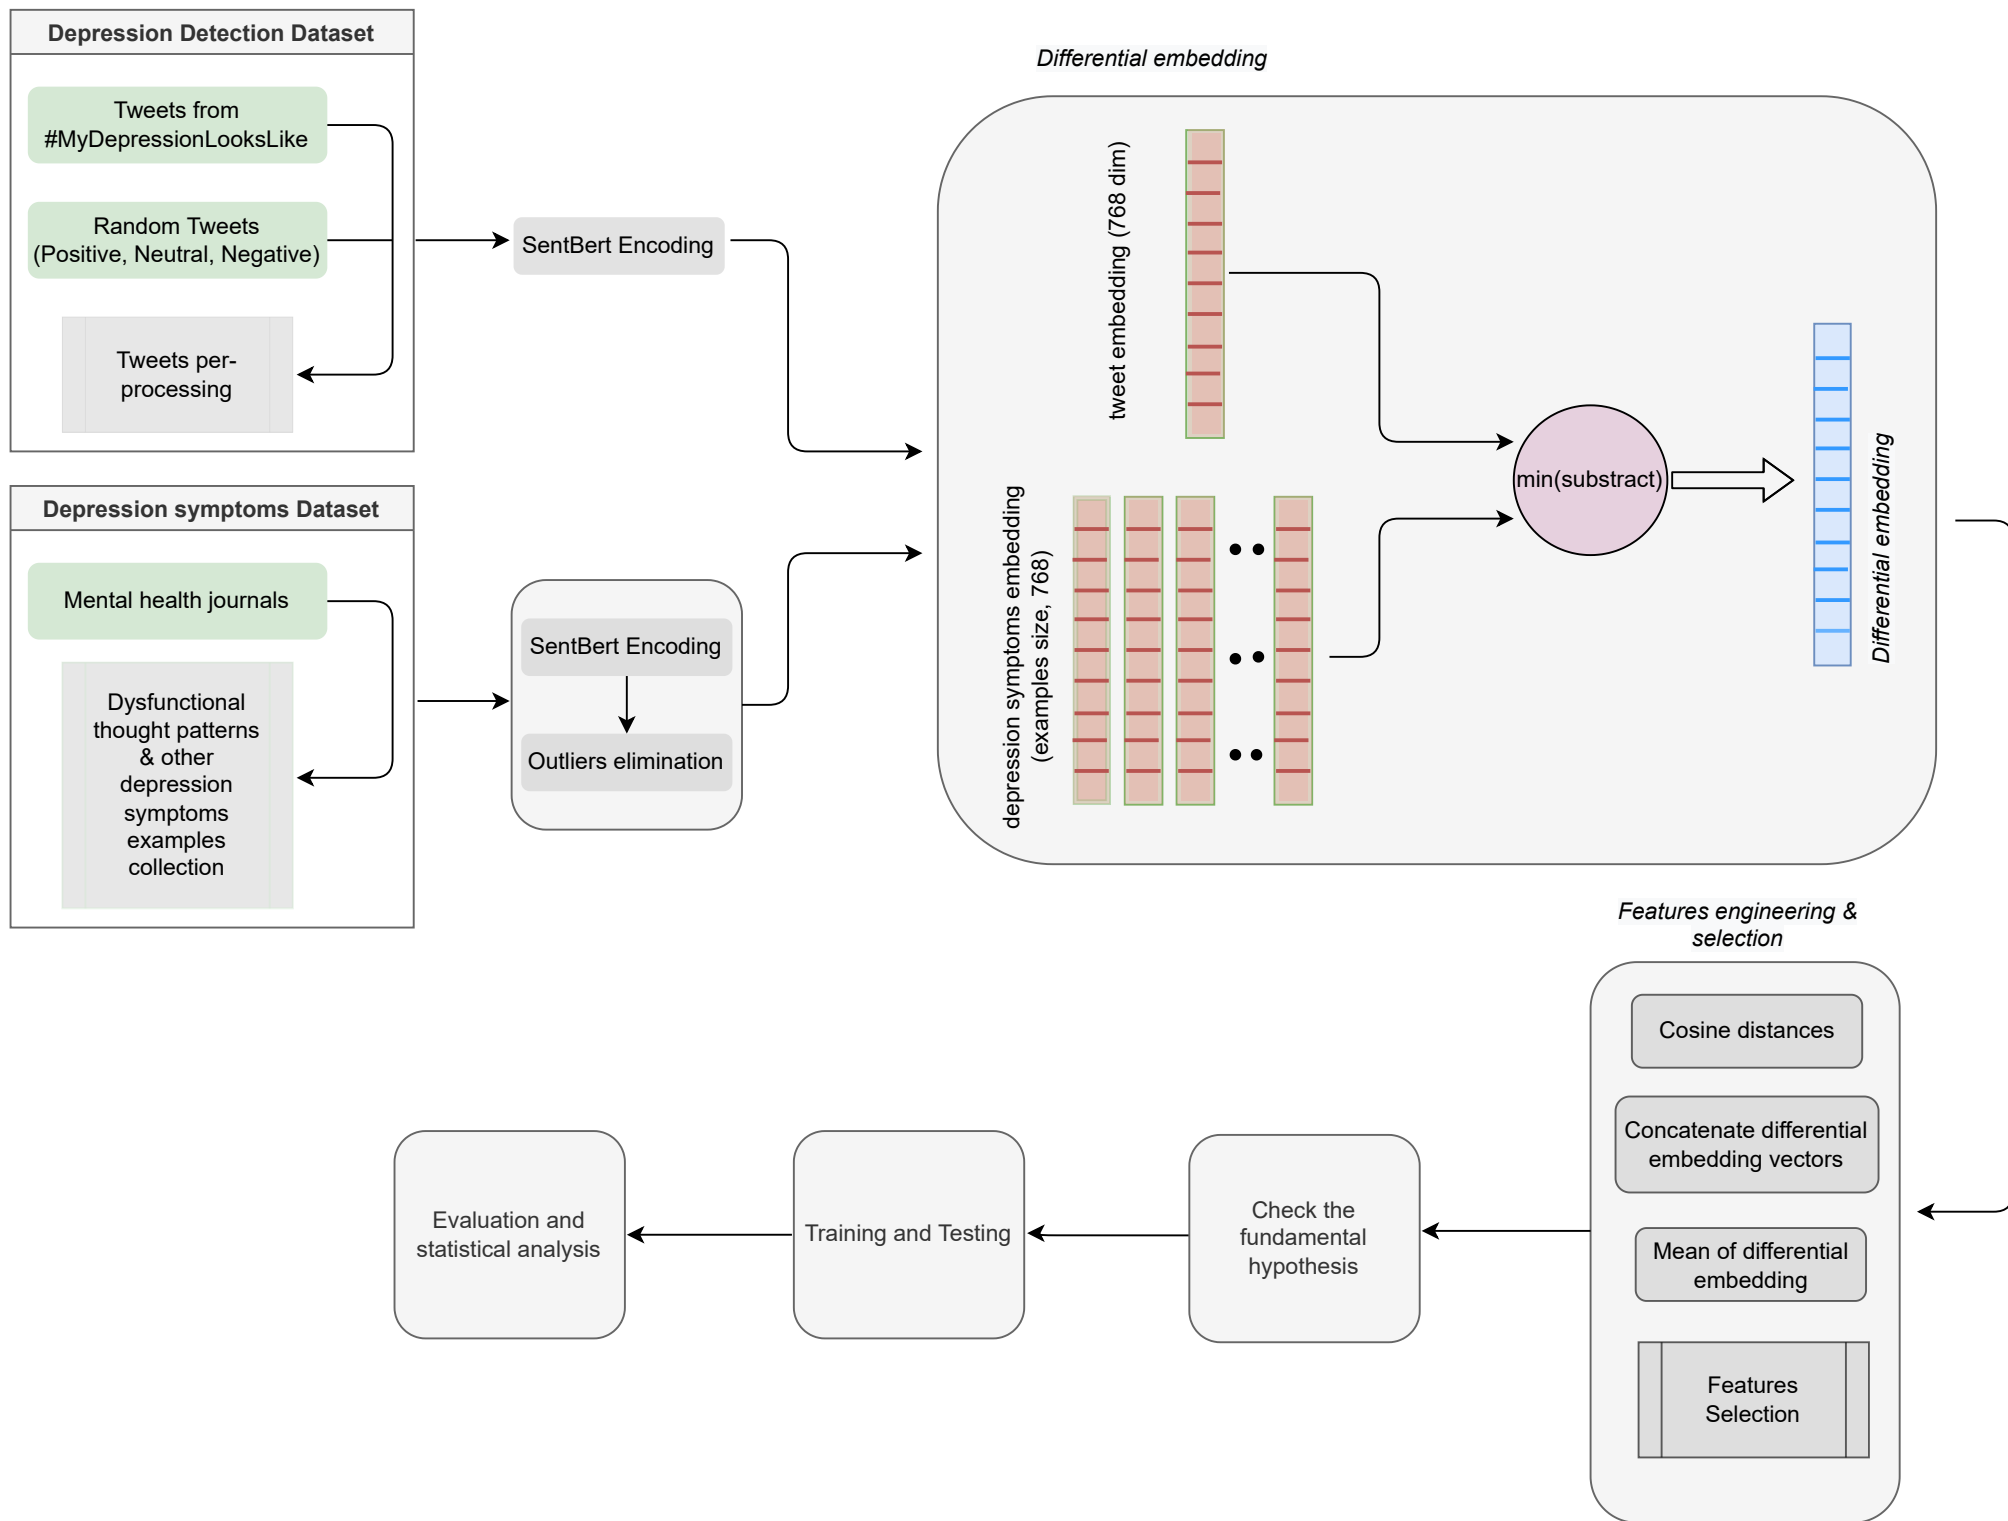 Depression Detection Dataset
Tweets from
#MyDepressionLooksLike
Random Tweets
(Positive, Neutral, Negative)
Tweets per-
processing
SentBert Encoding
Depression symptoms Dataset
Mental health journals
Dysfunctional
thought patterns
& other
depression
symptoms
examples
collection
SentBert Encoding
Outliers elimination
Differential embedding
tweet embedding (768 dim)
depression symptoms embedding
(examples size, 768)
min(substract)
Differential embedding
Features engineering &
selection
Cosine distances
Concatenate differential
embedding vectors
Mean of differential
embedding
Features
Selection
Check the
fundamental
hypothesis
Training and Testing
Evaluation and
statistical analysis